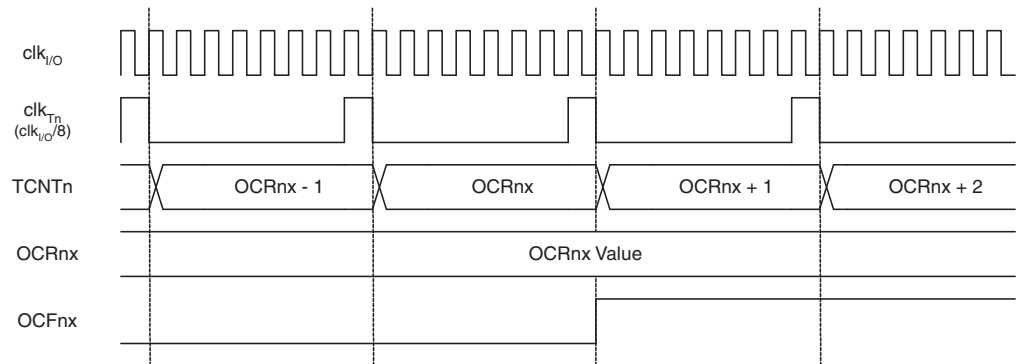 clkI/O
clkTn
(clkI/O/8)
TCNTn
OCRnx - 1
OCRnx
OCRnx + 1
OCRnx + 2
OCRnx
OCRnx Value
OCFnx